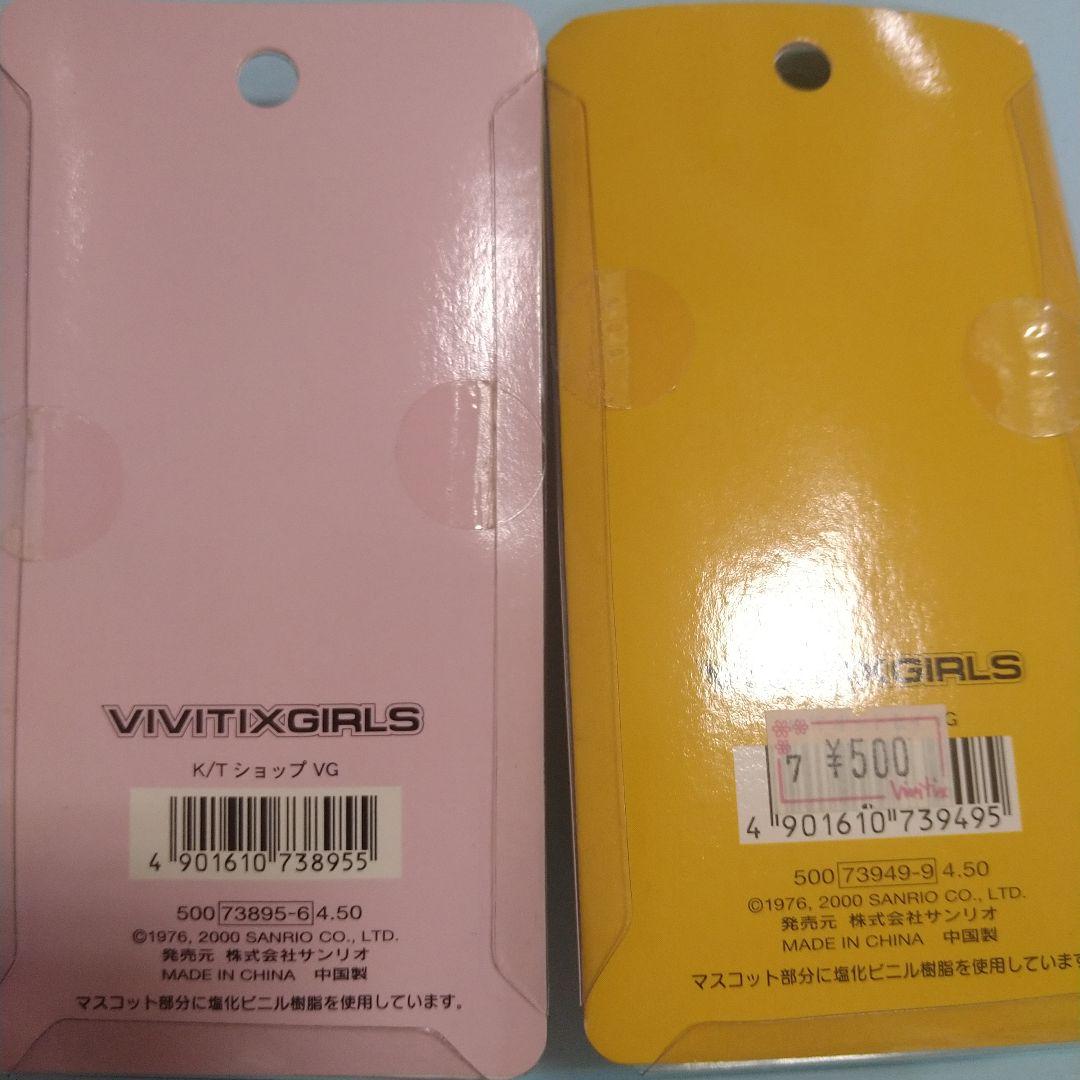 VIVITIXGIRLS
K/T ショップ VG
4 901610 738955
500 73895-6 4.50
©1976, 2000 SANRIO CO., LTD.
発売元 株式会社サンリオ
MADE IN CHINA 中国製
マスコット部分に塩化ビニル樹脂を使用しています。
XGIRLS
G
7 ¥500
Vivitix
4 901610 739495
500 73949-9 4.50
©1976, 2000 SANRIO CO., LTD.
発売元 株式会社サンリオ
MADE IN CHINA 中国製
マスコット部分に塩化ビニル樹脂を使用していま